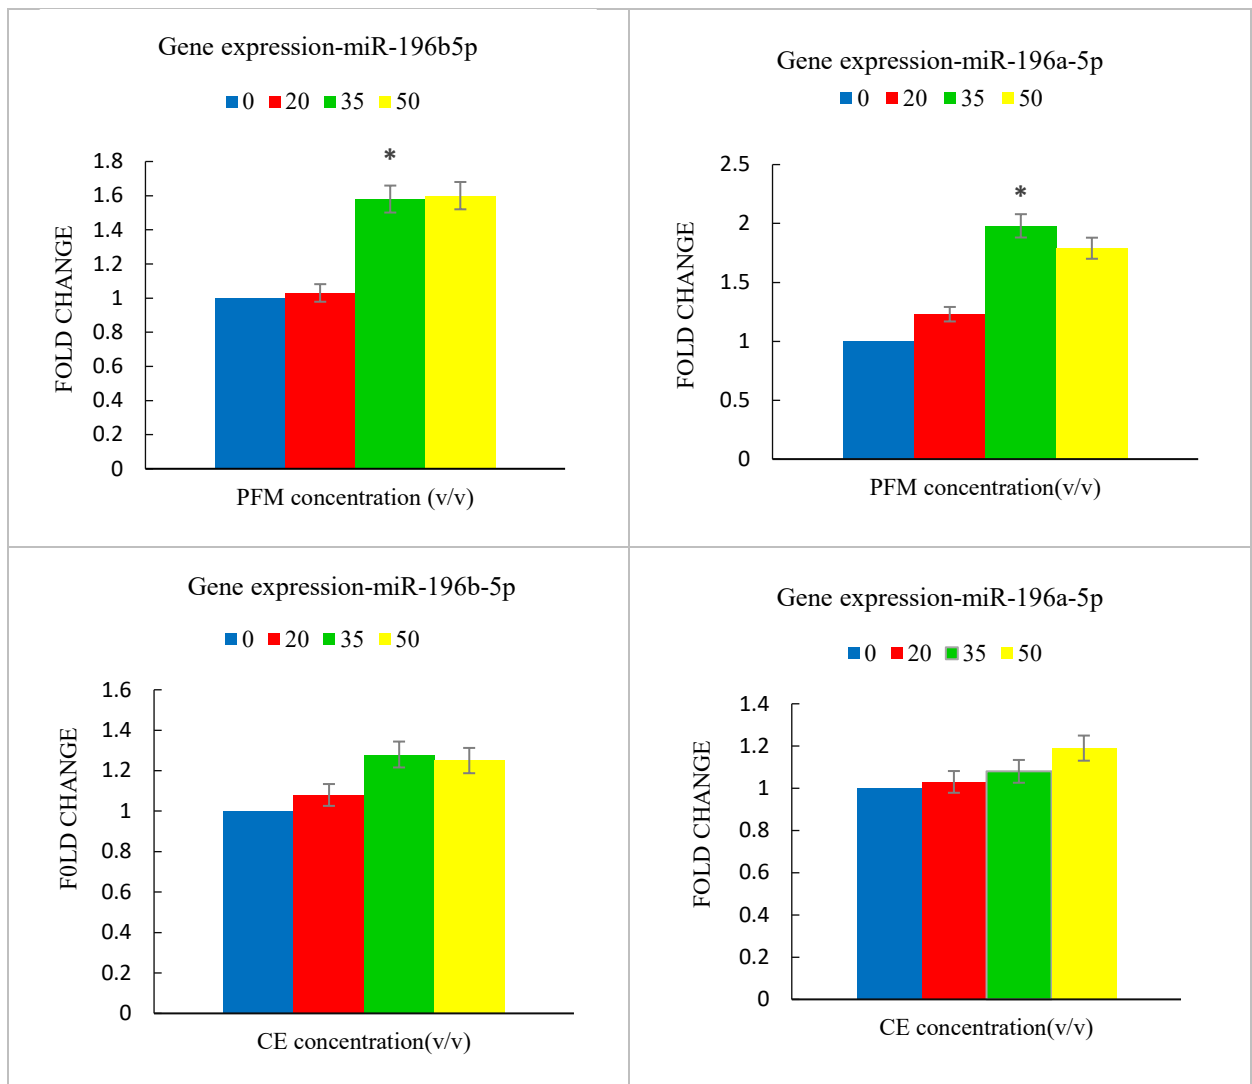 Gene expression-miR-196b5p
0 20 35 50
*
1.8
1.6
1.4
1.2
1
0.8
0.6
0.4
0.2
0
FOLD CHANGE
PFM concentration (v/v)
Gene expression-miR-196a-5p
0 20 35 50
*
2.5
2
1.5
1
0.5
0
FOLD CHANGE
PFM concentration(v/v)
Gene expression-miR-196b-5p
0 20 35 50
1.6
1.4
1.2
1
0.8
0.6
0.4
0.2
0
F0LD CHANGE
CE concentration(v/v)
Gene expression-miR-196a-5p
0 20 35 50
1.4
1.2
1
0.8
0.6
0.4
0.2
0
FOLD CHANGE
CE concentration(v/v)